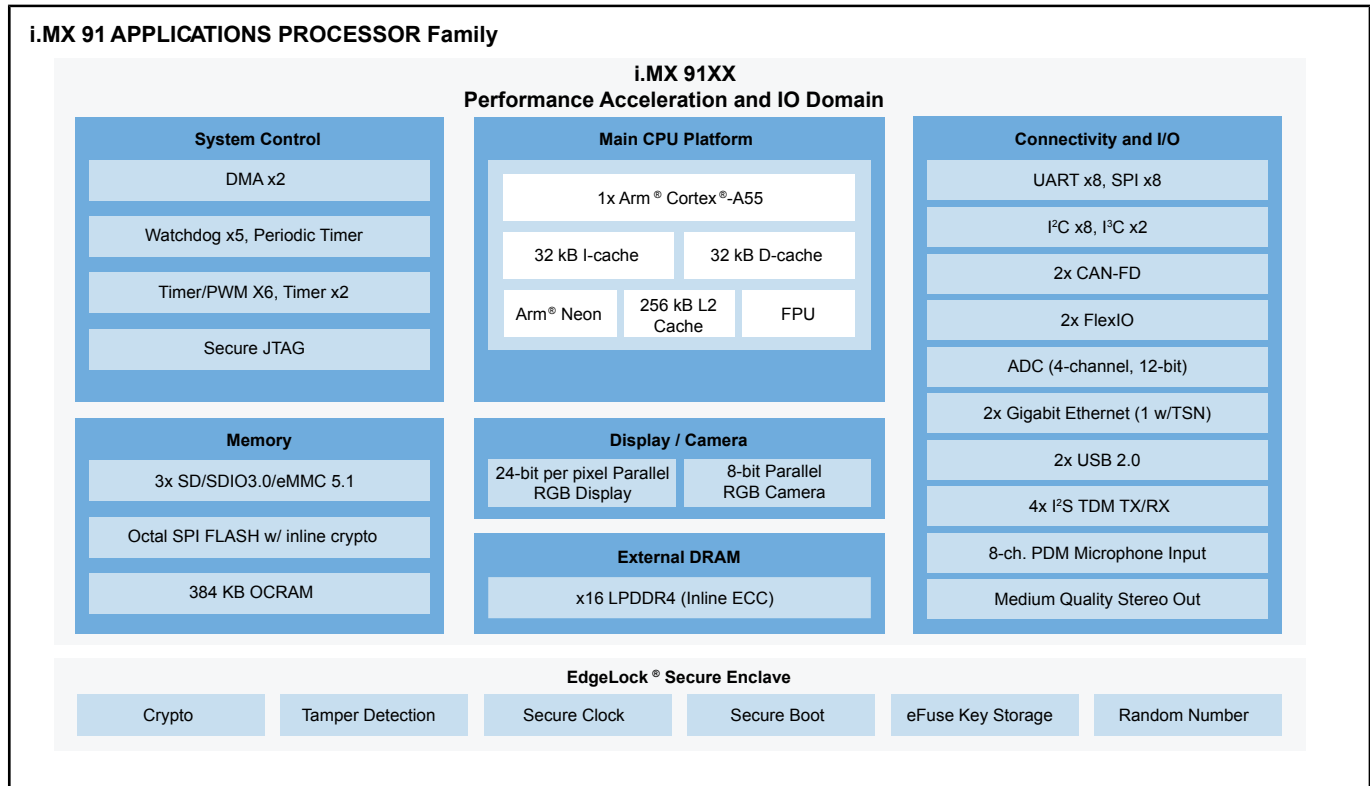 i.MX 91 APPLICATIONS PROCESSOR Family
i.MX 91XX
Performance Acceleration and IO Domain
System Control
DMA x2
Watchdog x5, Periodic Timer
Timer/PWM X6, Timer x2
Secure JTAG
Memory
3x SD/SDIO3.0/eMMC 5.1
Octal SPI FLASH w/ inline crypto
384 KB OCRAM
Main CPU Platform
1x Arm ® Cortex ®-A55
32 kB I-cache
32 kB D-cache
Arm® Neon
256 kB L2
Cache
FPU
Display / Camera
24-bit per pixel Parallel
RGB Display
8-bit Parallel
RGB Camera
External DRAM
x16 LPDDR4 (Inline ECC)
Connectivity and I/O
UART x8, SPI x8
I²C x8, I³C x2
2x CAN-FD
2x FlexIO
ADC (4-channel, 12-bit)
2x Gigabit Ethernet (1 w/TSN)
2x USB 2.0
4x I²S TDM TX/RX
8-ch. PDM Microphone Input
Medium Quality Stereo Out
EdgeLock ® Secure Enclave
Crypto
Tamper Detection
Secure Clock
Secure Boot
eFuse Key Storage
Random Number